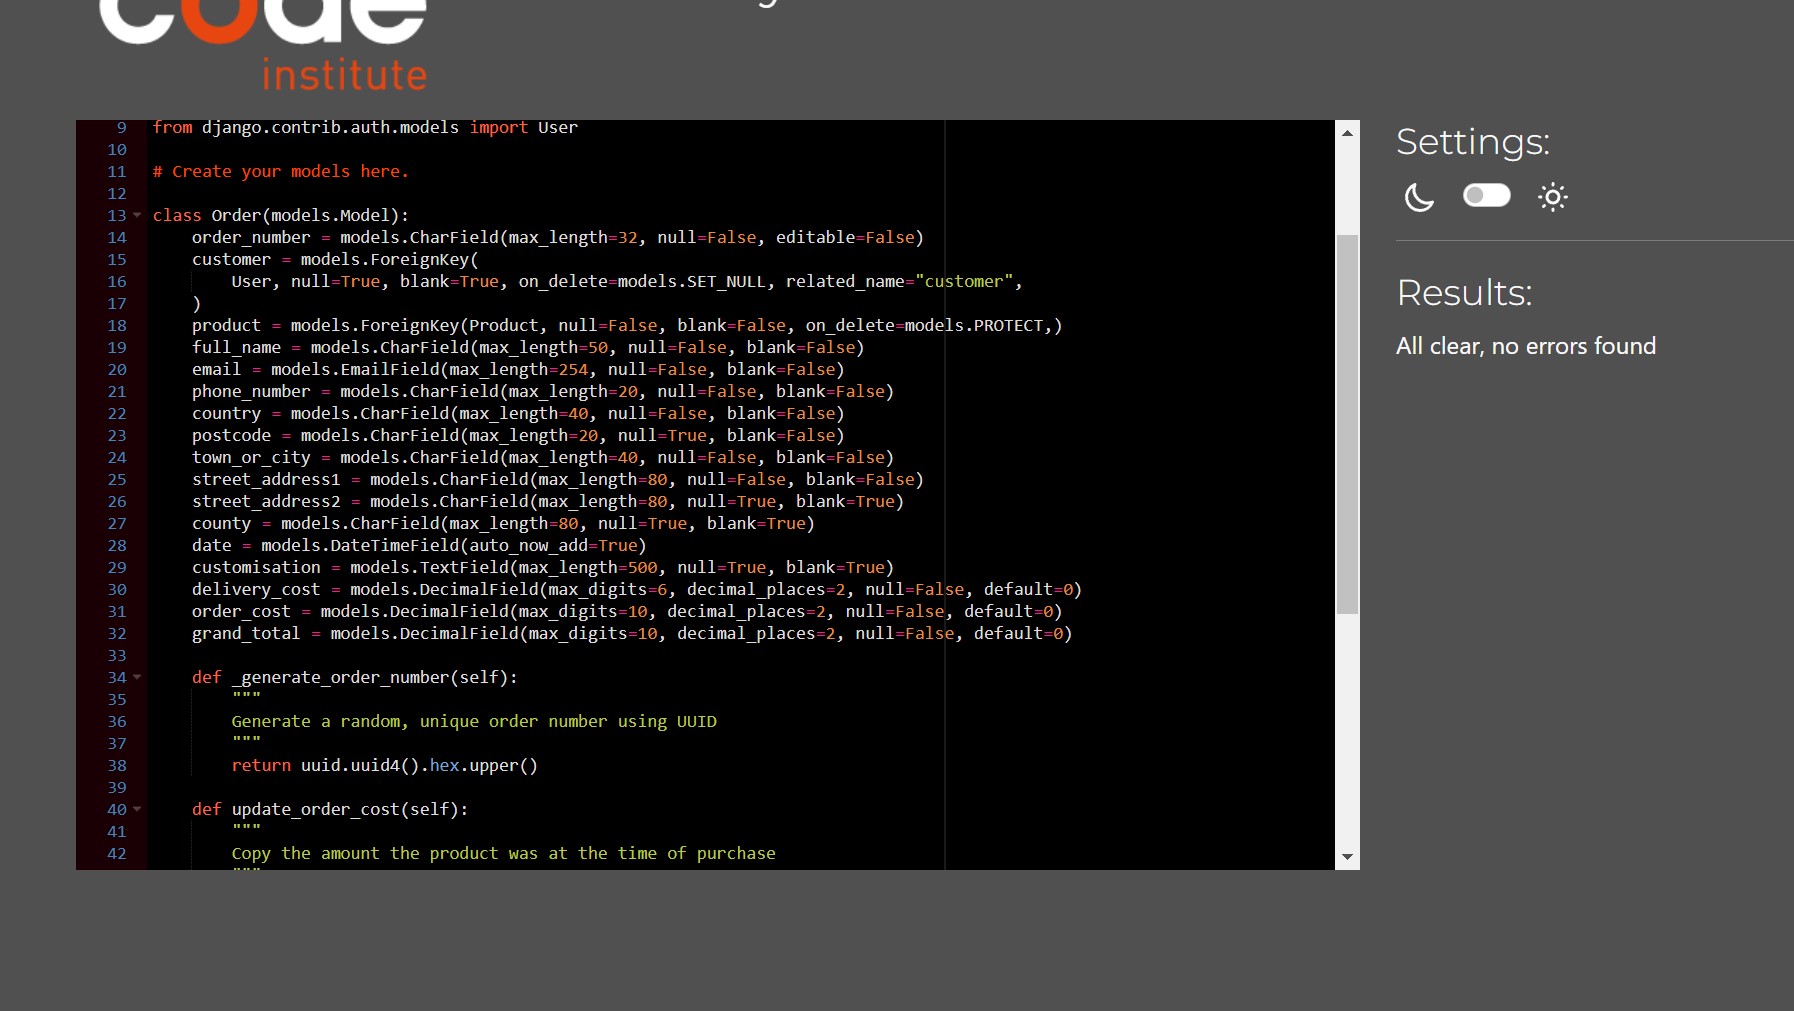 code
institute
9 from django.contrib.auth.models import User
10
11 # Create your models here.
12
13 class Order(models.Model):
14 order_number = models.CharField(max_length=32, null=False, editable=False)
15 customer = models.ForeignKey(
16 User, null=True, blank=True, on_delete=models.SET_NULL, related_name="customer",
17 )
18 product = models.ForeignKey(Product, null=False, blank=False, on_delete=models.PROTECT,)
19 full_name = models.CharField(max_length=50, null=False, blank=False)
20 email = models.EmailField(max_length=254, null=False, blank=False)
21 phone_number = models.CharField(max_length=20, null=False, blank=False)
22 country = models.CharField(max_length=40, null=False, blank=False)
23 postcode = models.CharField(max_length=20, null=True, blank=False)
24 town_or_city = models.CharField(max_length=40, null=False, blank=False)
25 street_address1 = models.CharField(max_length=80, null=False, blank=False)
26 street_address2 = models.CharField(max_length=80, null=True, blank=True)
27 county = models.CharField(max_length=80, null=True, blank=True)
28 date = models.DateTimeField(auto_now_add=True)
29 customisation = models.TextField(max_length=500, null=True, blank=True)
30 delivery_cost = models.DecimalField(max_digits=6, decimal_places=2, null=False, default=0)
31 order_cost = models.DecimalField(max_digits=10, decimal_places=2, null=False, default=0)
32 grand_total = models.DecimalField(max_digits=10, decimal_places=2, null=False, default=0)
33
34 def _generate_order_number(self):
35 """
36 Generate a random, unique order number using UUID
37 """
38 return uuid.uuid4().hex.upper()
39
40 def update_order_cost(self):
41 """
42 Copy the amount the product was at the time of purchase
"""
Settings:
Results:
All clear, no errors found